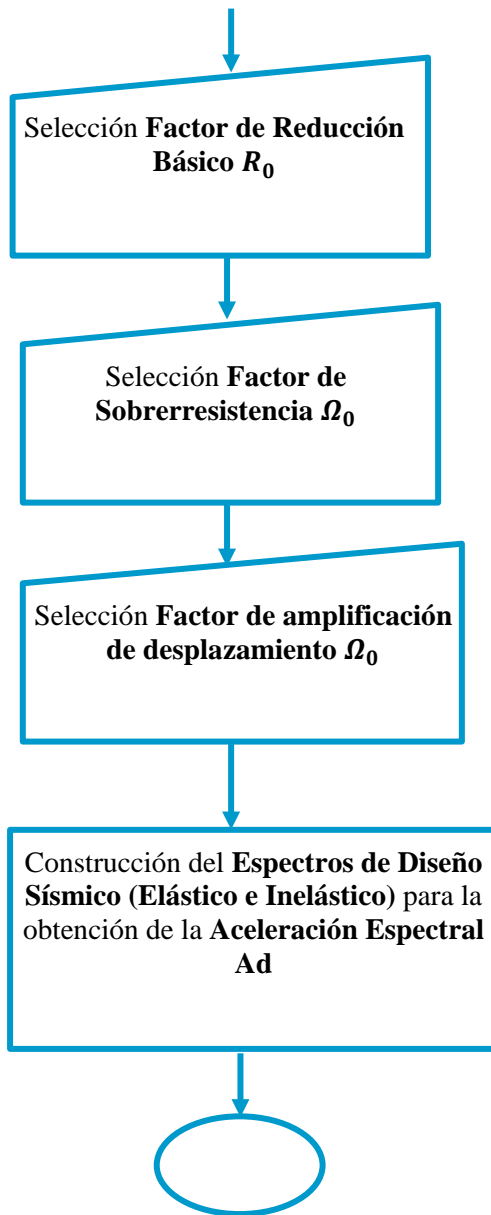 Selección Factor de Reducción
Básico R₀
Selección Factor de
Sobrerresistencia Ω₀
Selección Factor de amplificación
de desplazamiento Ω₀
Construcción del Espectros de Diseño
Sísmico (Elástico e Inelástico) para la
obtención de la Aceleración Espectral
Ad